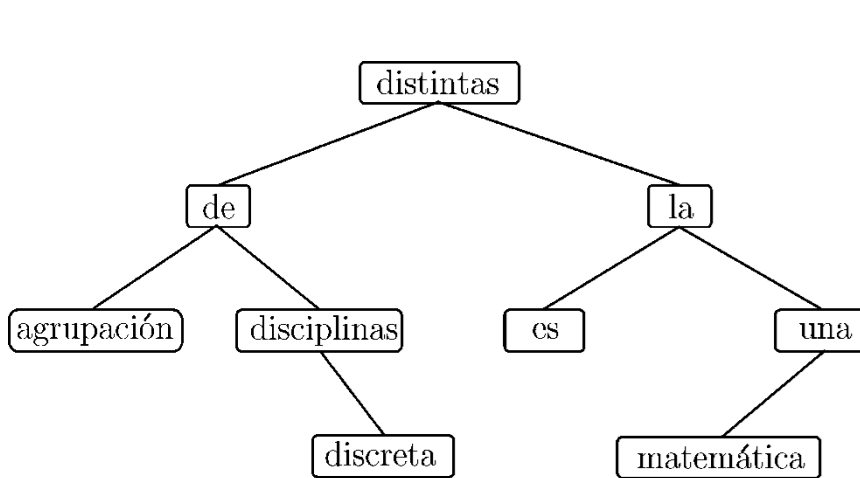 distintas
de la
agrupación disciplinas es una
discreta matemática